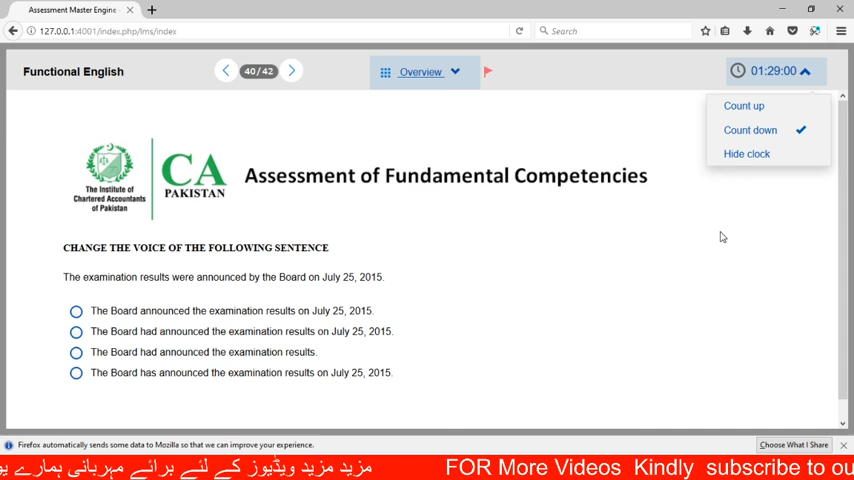 Assessment Master Engine -
127.0.0.1:4001/index.php/lms/index
Search
Functional English
40/42
Overview
01:29:00
Count up
Count down
Hide clock
The Institute of
Chartered Accountants
of Pakistan
CA
PAKISTAN
Assessment of Fundamental Competencies
CHANGE THE VOICE OF THE FOLLOWING SENTENCE
The examination results were announced by the Board on July 25, 2015.
The Board announced the examination results on July 25, 2015.
The Board had announced the examination results on July 25, 2015.
The Board had announced the examination results.
The Board has announced the examination results on July 25, 2015.
Firefox automatically sends some data to Mozilla so that we can improve your experience.
Choose What I Share
مزید مزید ویڈیوز کے لئے برائے مہربانی ہمارے یو
FOR More Videos Kindly subscribe to ou